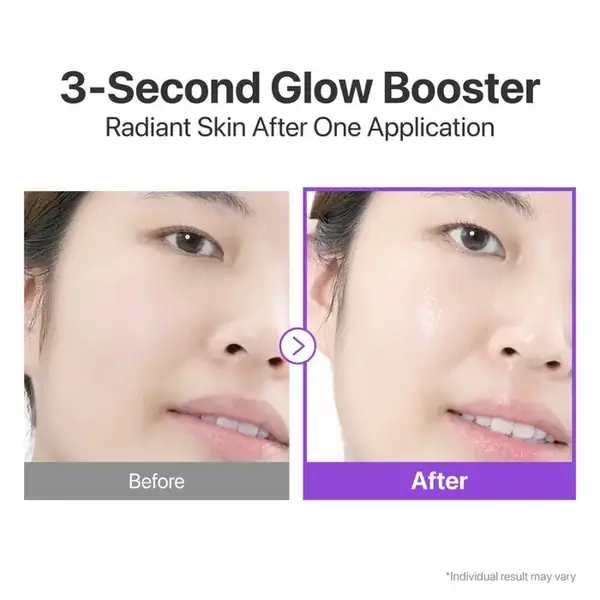 3-Second Glow Booster
Radiant Skin After One Application
Before
After
*Individual result may vary